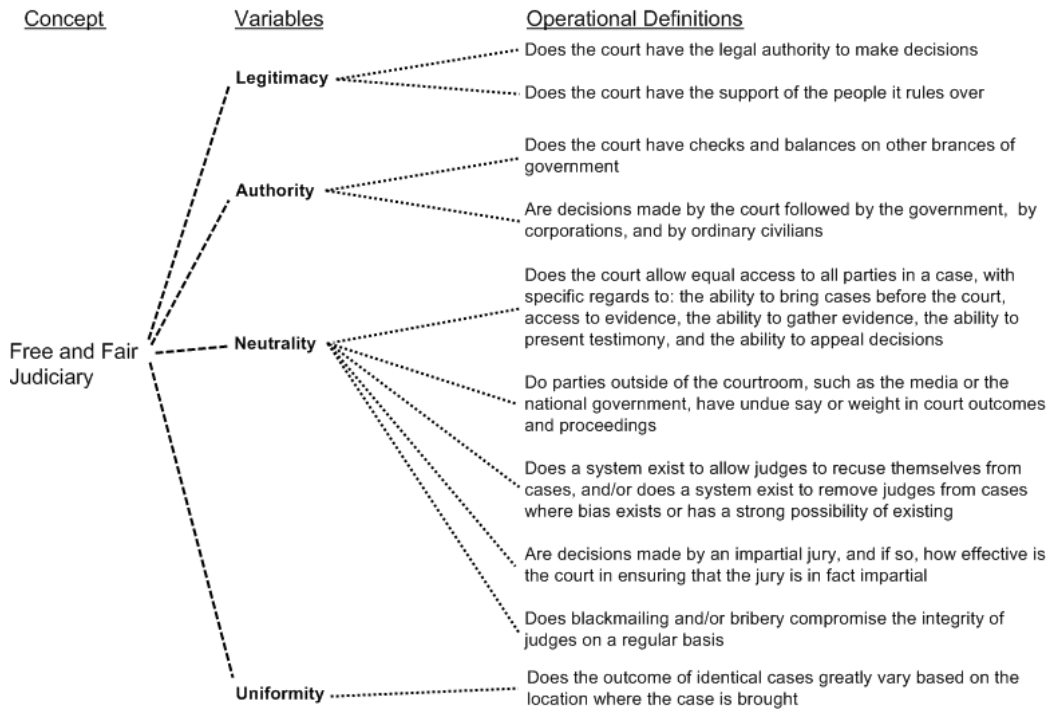 Concept
Variables
Operational Definitions
Legitimacy
Does the court have the legal authority to make decisions
Does the court have the support of the people it rules over
Authority
Does the court have checks and balances on other brances of
government
Are decisions made by the court followed by the government, by
corporations, and by ordinary civilians
Free and Fair
Judiciary
Neutrality
Does the court allow equal access to all parties in a case, with
specific regards to: the ability to bring cases before the court,
access to evidence, the ability to gather evidence, the ability to
present testimony, and the ability to appeal decisions
Do parties outside of the courtroom, such as the media or the
national government, have undue say or weight in court outcomes
and proceedings
Does a system exist to allow judges to recuse themselves from
cases, and/or does a system exist to remove judges from cases
where bias exists or has a strong possibility of existing
Are decisions made by an impartial jury, and if so, how effective is
the court in ensuring that the jury is in fact impartial
Does blackmailing and/or bribery compromise the integrity of
judges on a regular basis
Uniformity
Does the outcome of identical cases greatly vary based on the
location where the case is brought